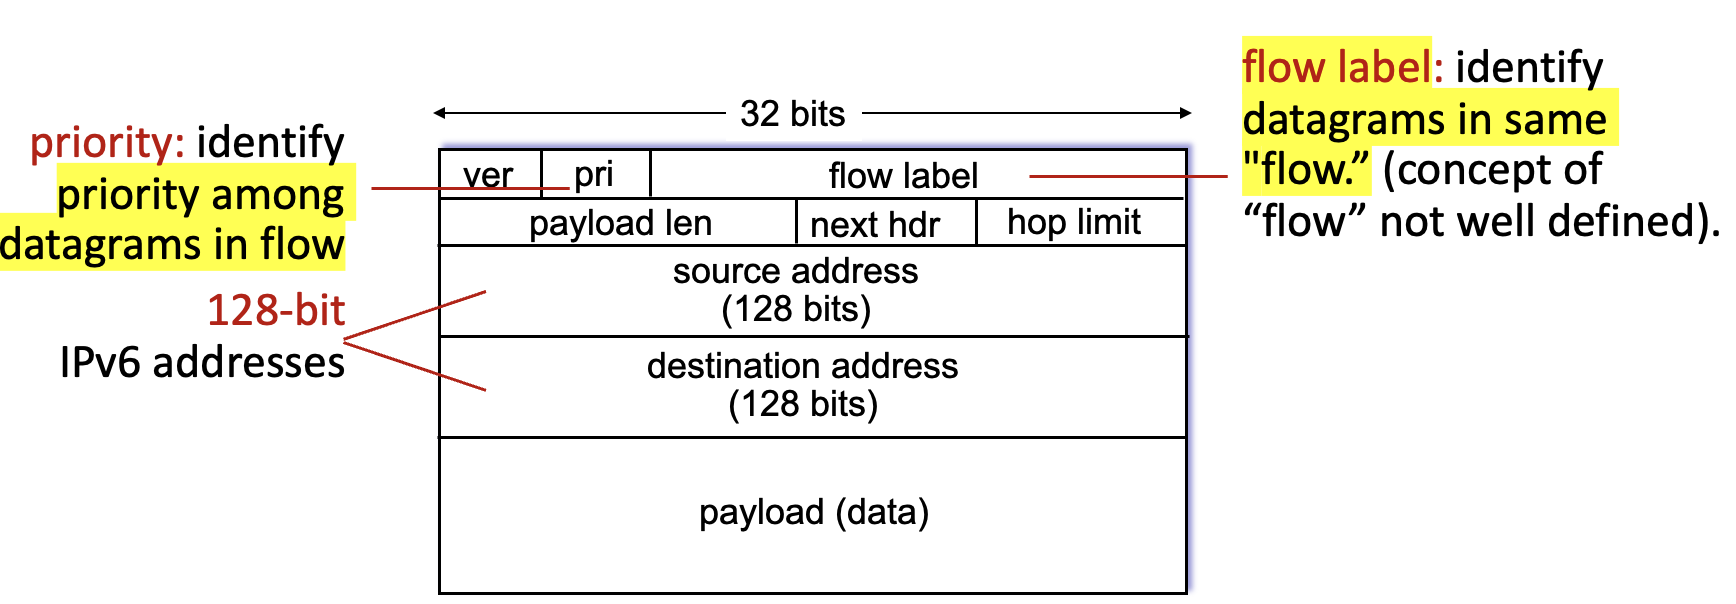 32 bits
priority: identify
priority among
datagrams in flow
128-bit
IPv6 addresses
ver pri flow label
payload len next hdr hop limit
source address
(128 bits)
destination address
(128 bits)
payload (data)
flow label: identify
datagrams in same
"flow.” (concept of
“flow” not well defined).